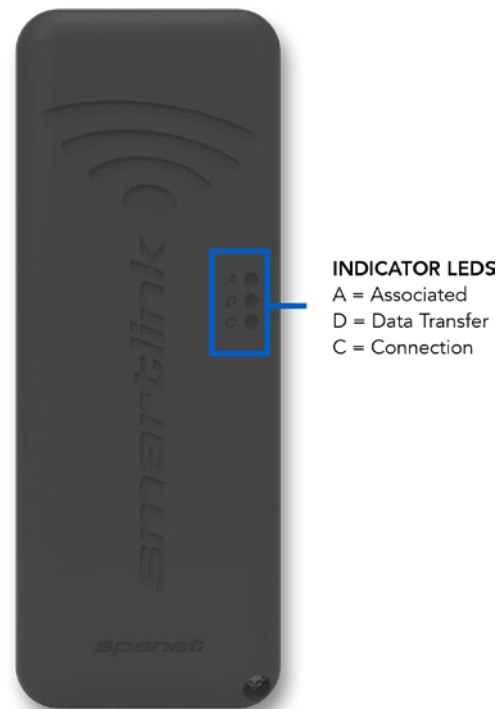 A
D
C
smartlink
spanet
INDICATOR LEDS
A = Associated
D = Data Transfer
C = Connection